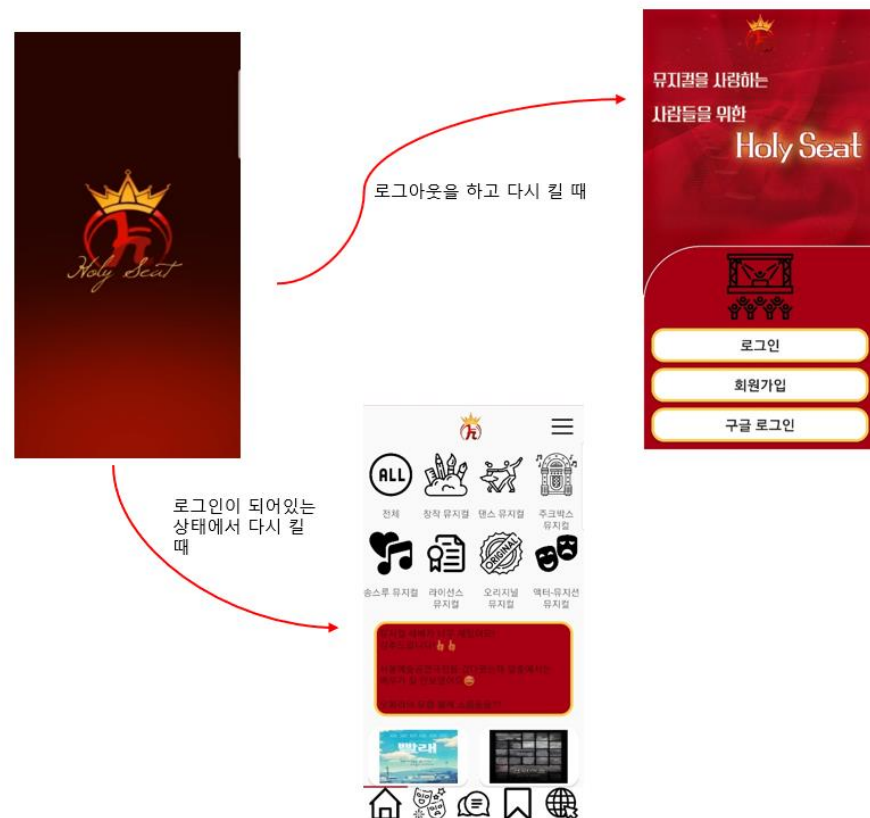 Holy Seat
로그아웃을 하고 다시 킬 때
뮤지컬을 사랑하는
사람들을 위한
Holy Seat
로그인
회원가입
구글 로그인
로그인이 되어있는
상태에서 다시 킬
때
ALL
전체
창작 뮤지컬
댄스 뮤지컬
주크박스
뮤지컬
ORIGINAL
송스루 뮤지컬
라이선스
뮤지컬
오리지널
뮤지컬
액터-뮤지션
뮤지컬
빨래